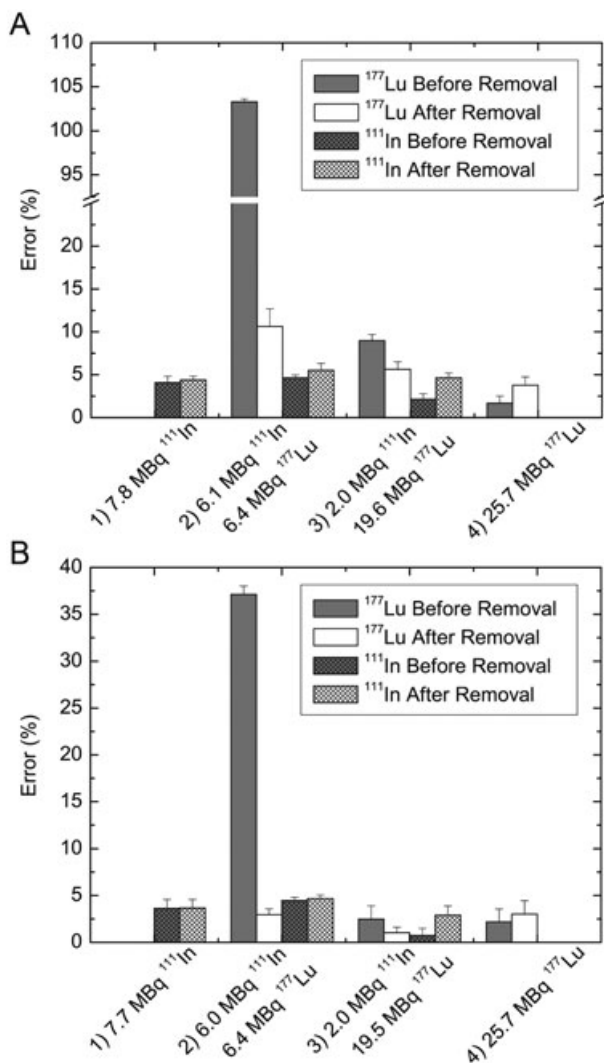 A
110
105
100
95
20
15
10
5
0
Error (%)
¹⁷⁷Lu Before Removal
¹⁷⁷Lu After Removal
¹¹¹In Before Removal
¹¹¹In After Removal
1) 7.8 MBq ¹¹¹In
2) 6.1 MBq ¹¹¹In
6.4 MBq ¹⁷⁷Lu
3) 2.0 MBq ¹¹¹In
19.6 MBq ¹⁷⁷Lu
4) 25.7 MBq ¹⁷⁷Lu
B
40
35
30
25
20
15
10
5
0
Error (%)
¹⁷⁷Lu Before Removal
¹⁷⁷Lu After Removal
¹¹¹In Before Removal
¹¹¹In After Removal
1) 7.7 MBq ¹¹¹In
2) 6.0 MBq ¹¹¹In
6.4 MBq ¹⁷⁷Lu
3) 2.0 MBq ¹¹¹In
19.5 MBq ¹⁷⁷Lu
4) 25.7 MBq ¹⁷⁷Lu